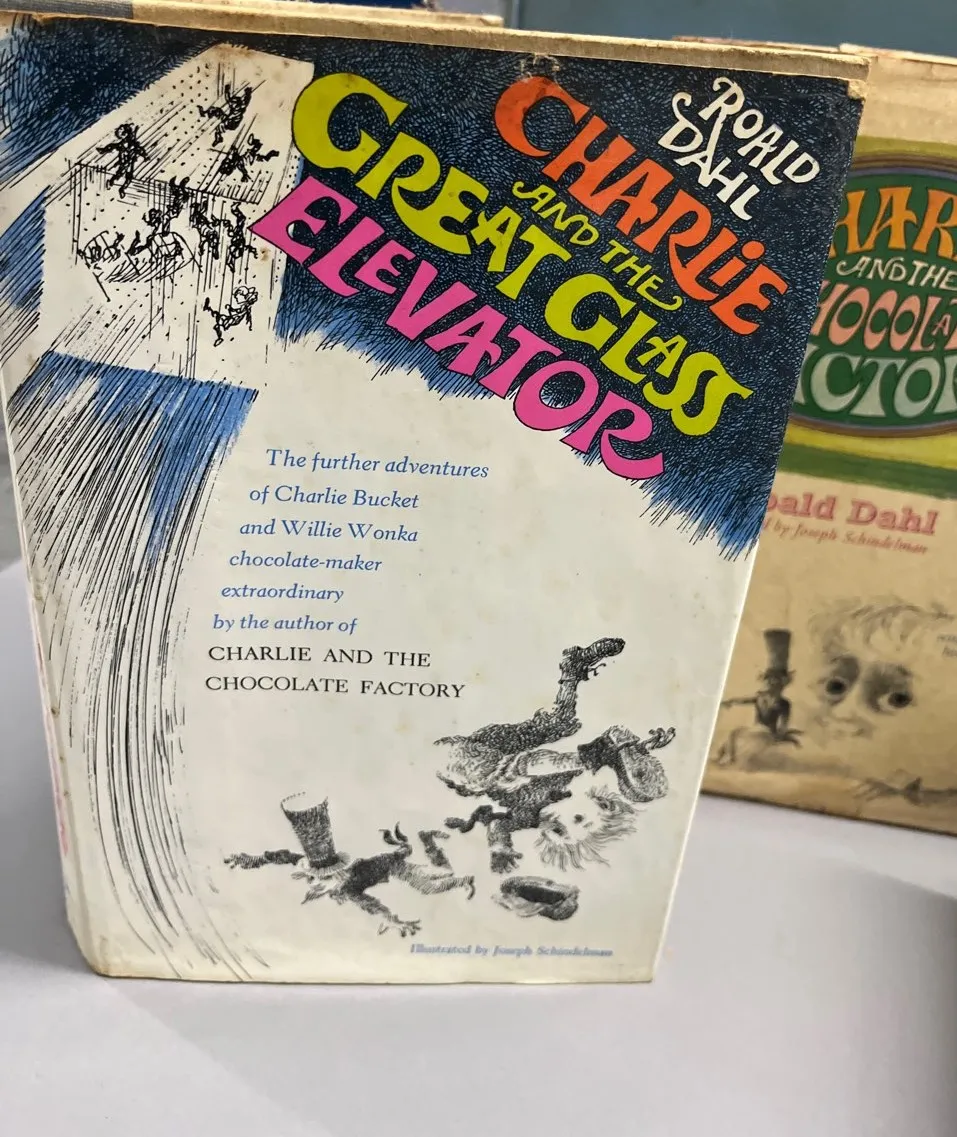 ROALD
DAHL
CHARLIE
AND THE
GREAT GLASS
ELEVATOR
The further adventures
of Charlie Bucket
and Willie Wonka
chocolate-maker
extraordinary
by the author of
CHARLIE AND THE
CHOCOLATE FACTORY
Illustrated by Joseph Schindelman
AND THE
Dahl
by Joseph Schindelman